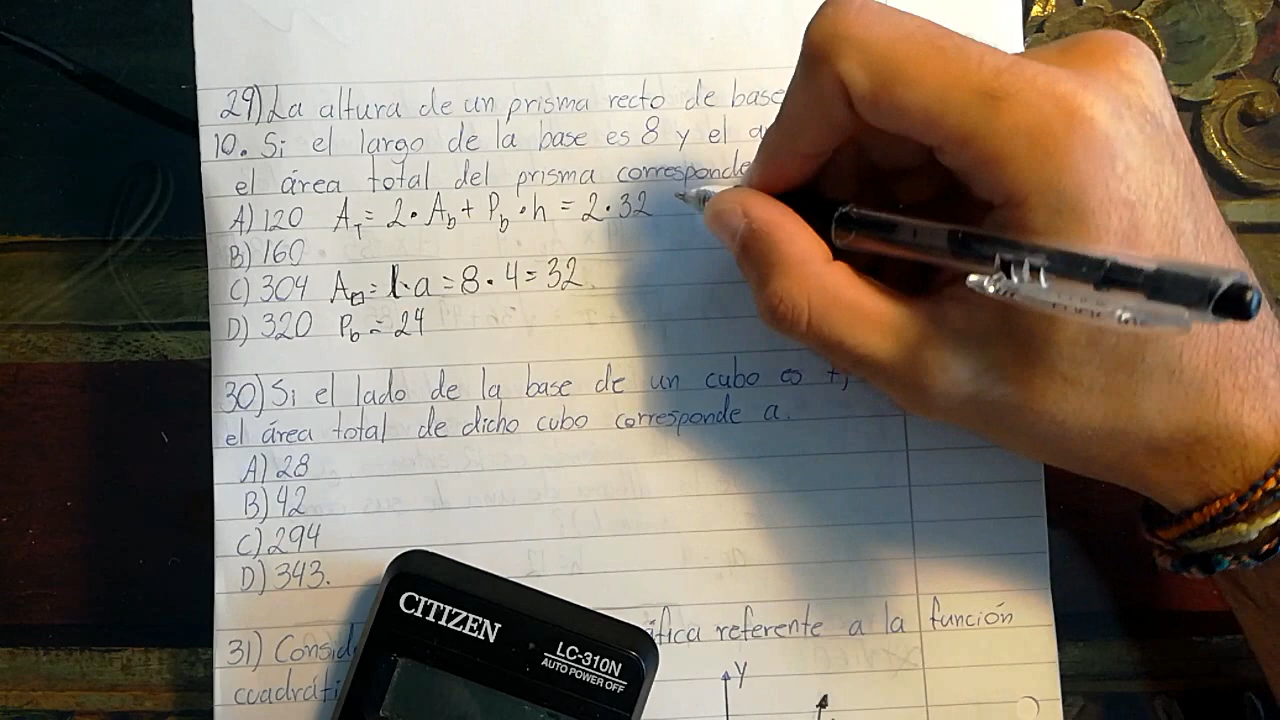 29) La altura de un prisma recto de base
10. Si el largo de la base es 8 y el
el área total del prisma corresponde
A) 120 A_T = 2·A_b + P_b·h = 2·32
B) 160
C) 304 A▭ = l·a = 8·4 = 32
D) 320 P_b = 24
30) Si el lado de la base de un cubo es 7,
el área total de dicho cubo corresponde a.
A) 28
B) 42
C) 294
D) 343.
31) referente a la función
CITIZEN
LC-310N
AUTO POWER OFF
y